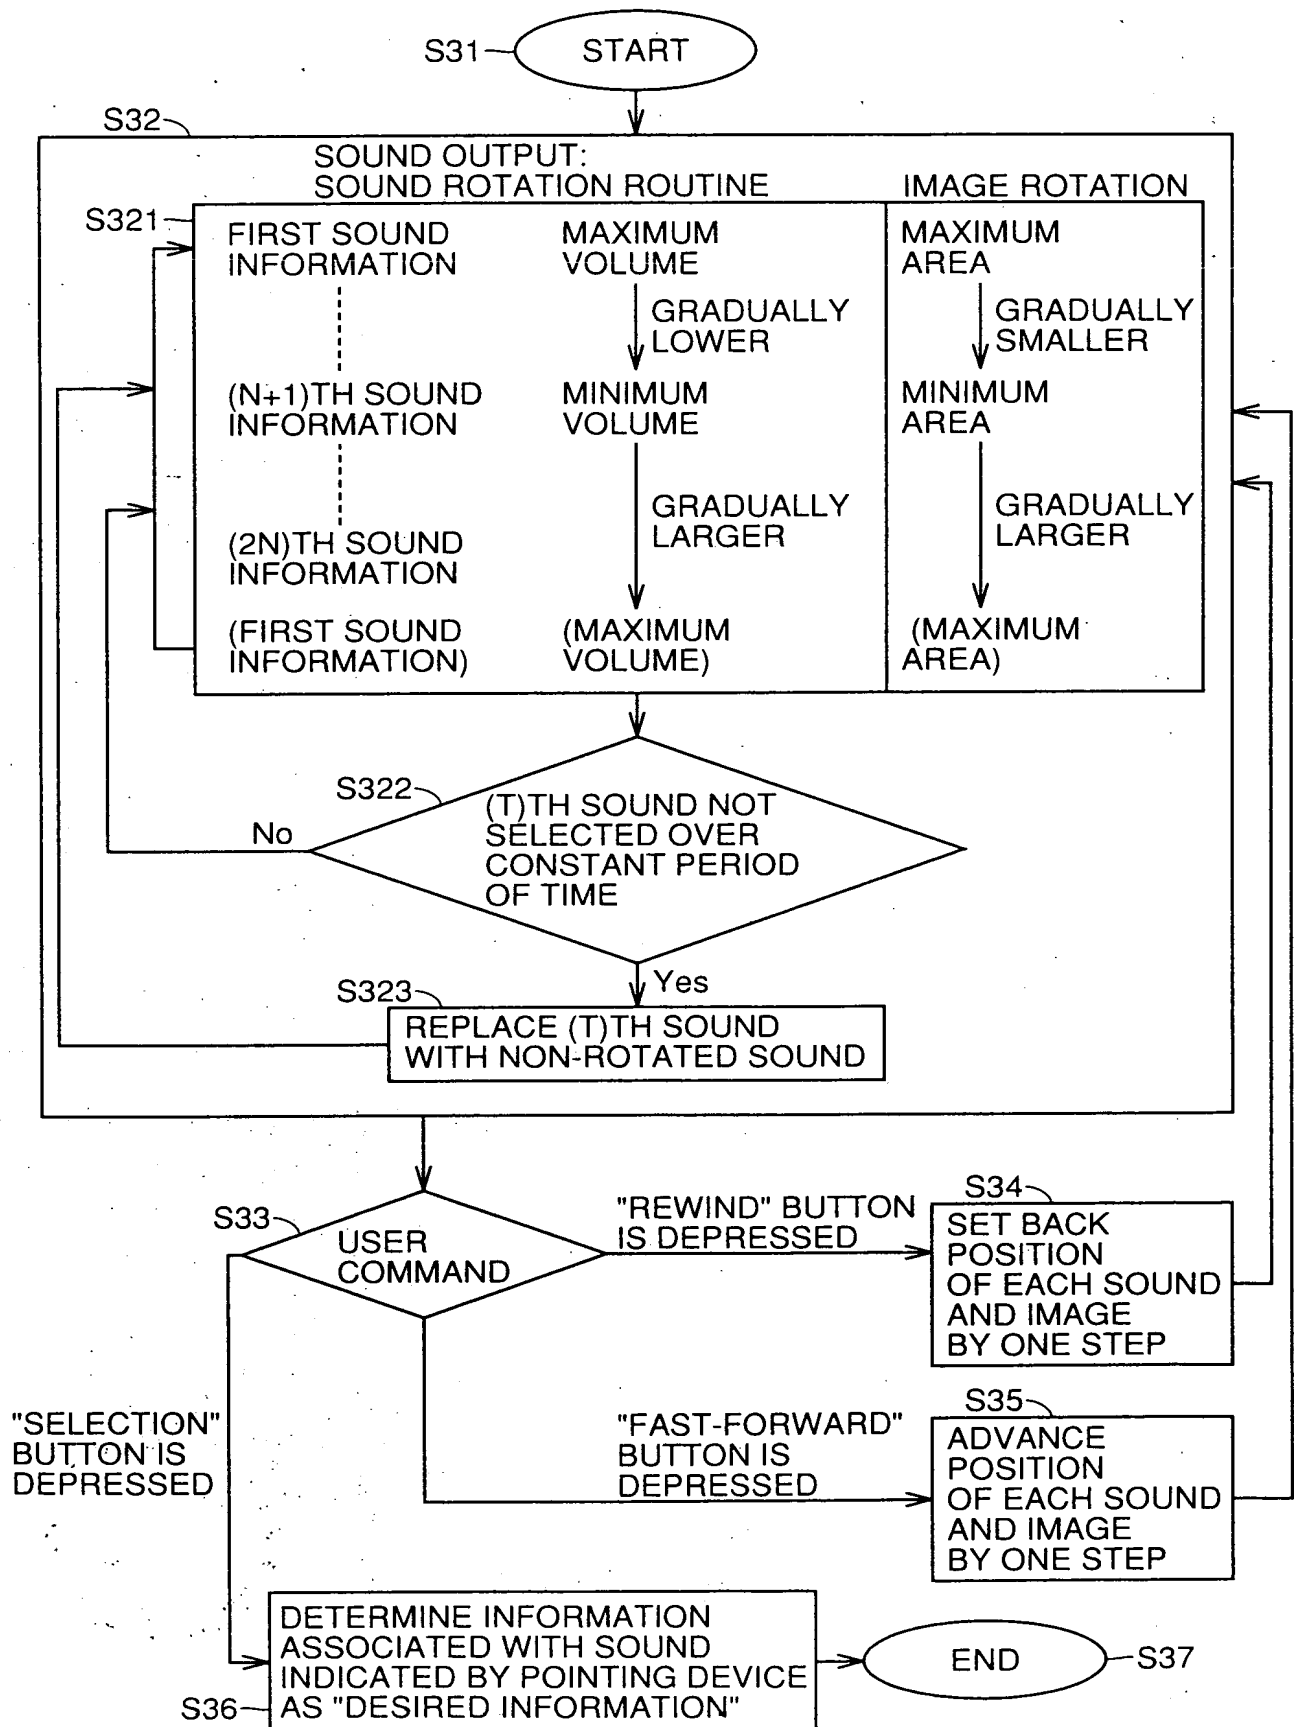 S31
START
S32
SOUND OUTPUT:
SOUND ROTATION ROUTINE
IMAGE ROTATION
S321
FIRST SOUND
INFORMATION
MAXIMUM
VOLUME
MAXIMUM
AREA
GRADUALLY
LOWER
GRADUALLY
SMALLER
(N+1)TH SOUND
INFORMATION
MINIMUM
VOLUME
MINIMUM
AREA
GRADUALLY
LARGER
GRADUALLY
LARGER
(2N)TH SOUND
INFORMATION
(FIRST SOUND
INFORMATION)
(MAXIMUM
VOLUME)
(MAXIMUM
AREA)
S322
(T)TH SOUND NOT
SELECTED OVER
CONSTANT PERIOD
OF TIME
No
Yes
S323
REPLACE (T)TH SOUND
WITH NON-ROTATED SOUND
S33
USER
COMMAND
"REWIND" BUTTON
IS DEPRESSED
S34
SET BACK
POSITION
OF EACH SOUND
AND IMAGE
BY ONE STEP
"SELECTION"
BUTTON IS
DEPRESSED
"FAST-FORWARD"
BUTTON IS
DEPRESSED
S35
ADVANCE
POSITION
OF EACH SOUND
AND IMAGE
BY ONE STEP
DETERMINE INFORMATION
ASSOCIATED WITH SOUND
INDICATED BY POINTING DEVICE
AS "DESIRED INFORMATION"
S36
END
S37